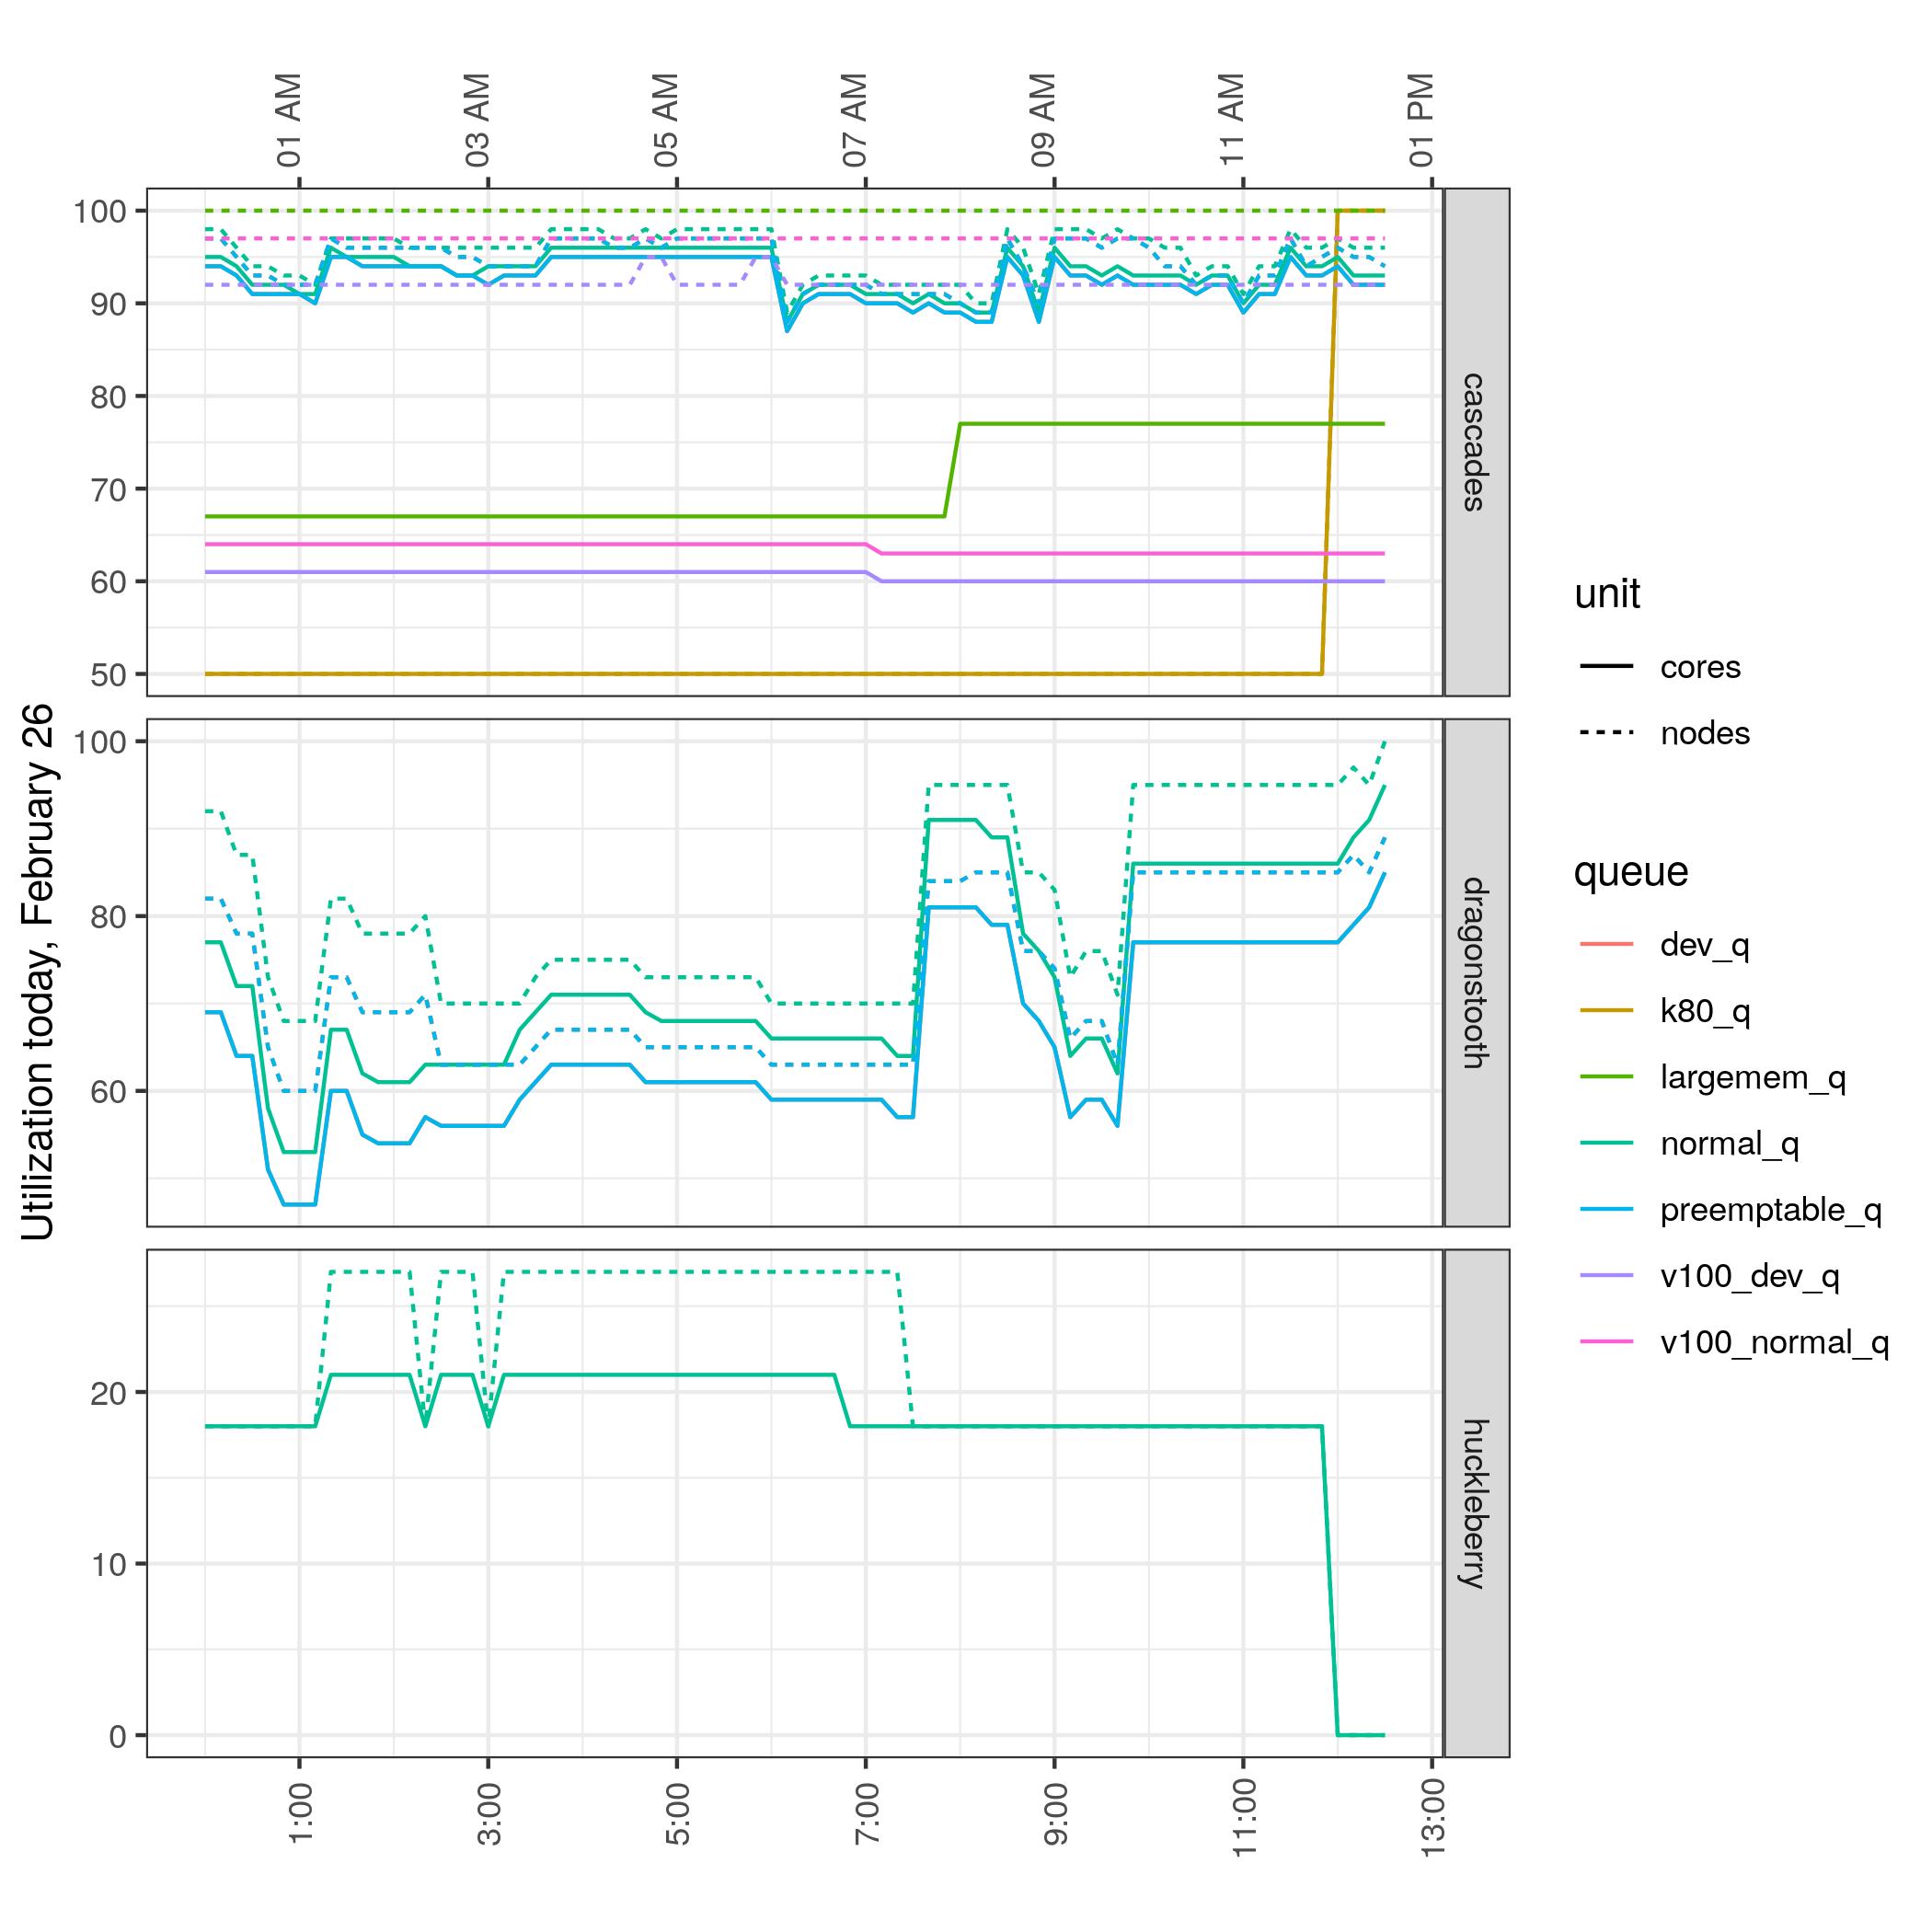 01 AM
03 AM
05 AM
07 AM
09 AM
11 AM
01 PM
100
90
80
70
60
50
cascades
100
80
60
dragonstooth
20
10
0
huckleberry
1:00
3:00
5:00
7:00
9:00
11:00
13:00
Utilization today, February 26
unit
cores
nodes
queue
dev_q
k80_q
largemem_q
normal_q
preemptable_q
v100_dev_q
v100_normal_q